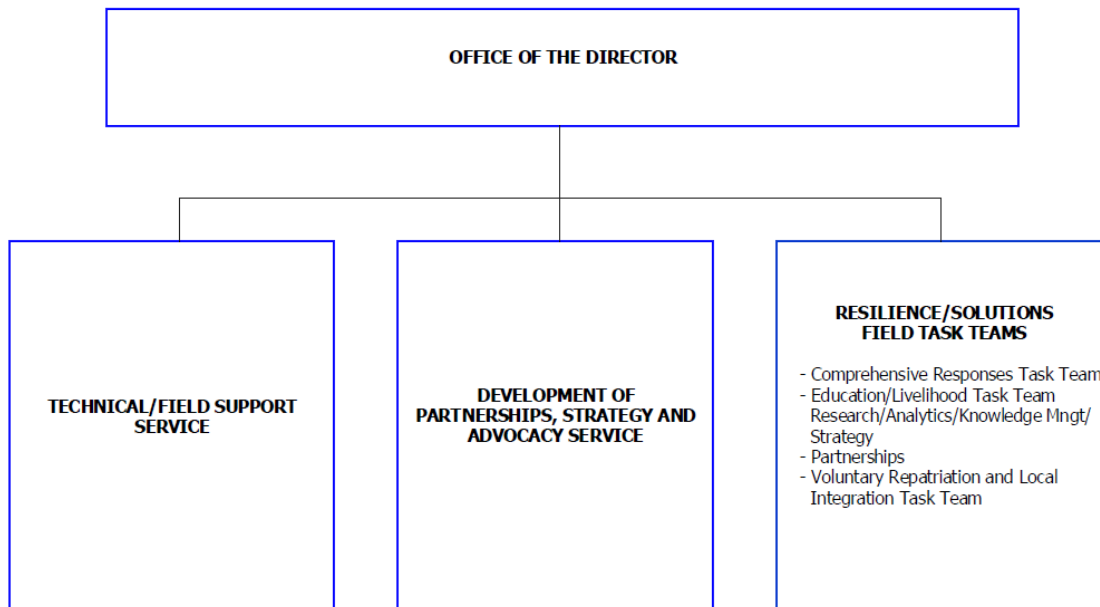 OFFICE OF THE DIRECTOR
TECHNICAL/FIELD SUPPORT
SERVICE
DEVELOPMENT OF
PARTNERSHIPS, STRATEGY AND
ADVOCACY SERVICE
RESILIENCE/SOLUTIONS
FIELD TASK TEAMS
- Comprehensive Responses Task Team
- Education/Livelihood Task Team
Research/Analytics/Knowledge Mngt/
Strategy
- Partnerships
- Voluntary Repatriation and Local
Integration Task Team